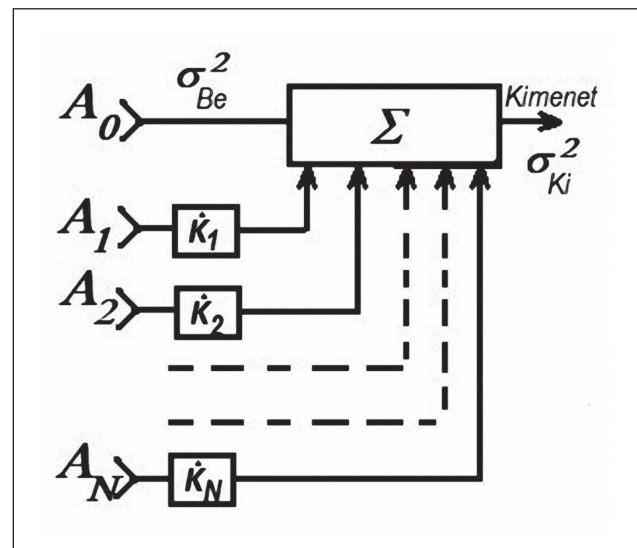 σ²Be
A0
Σ
Kimenet
σ²Ki
A1
K̇1
A2
K̇2
AN
K̇N